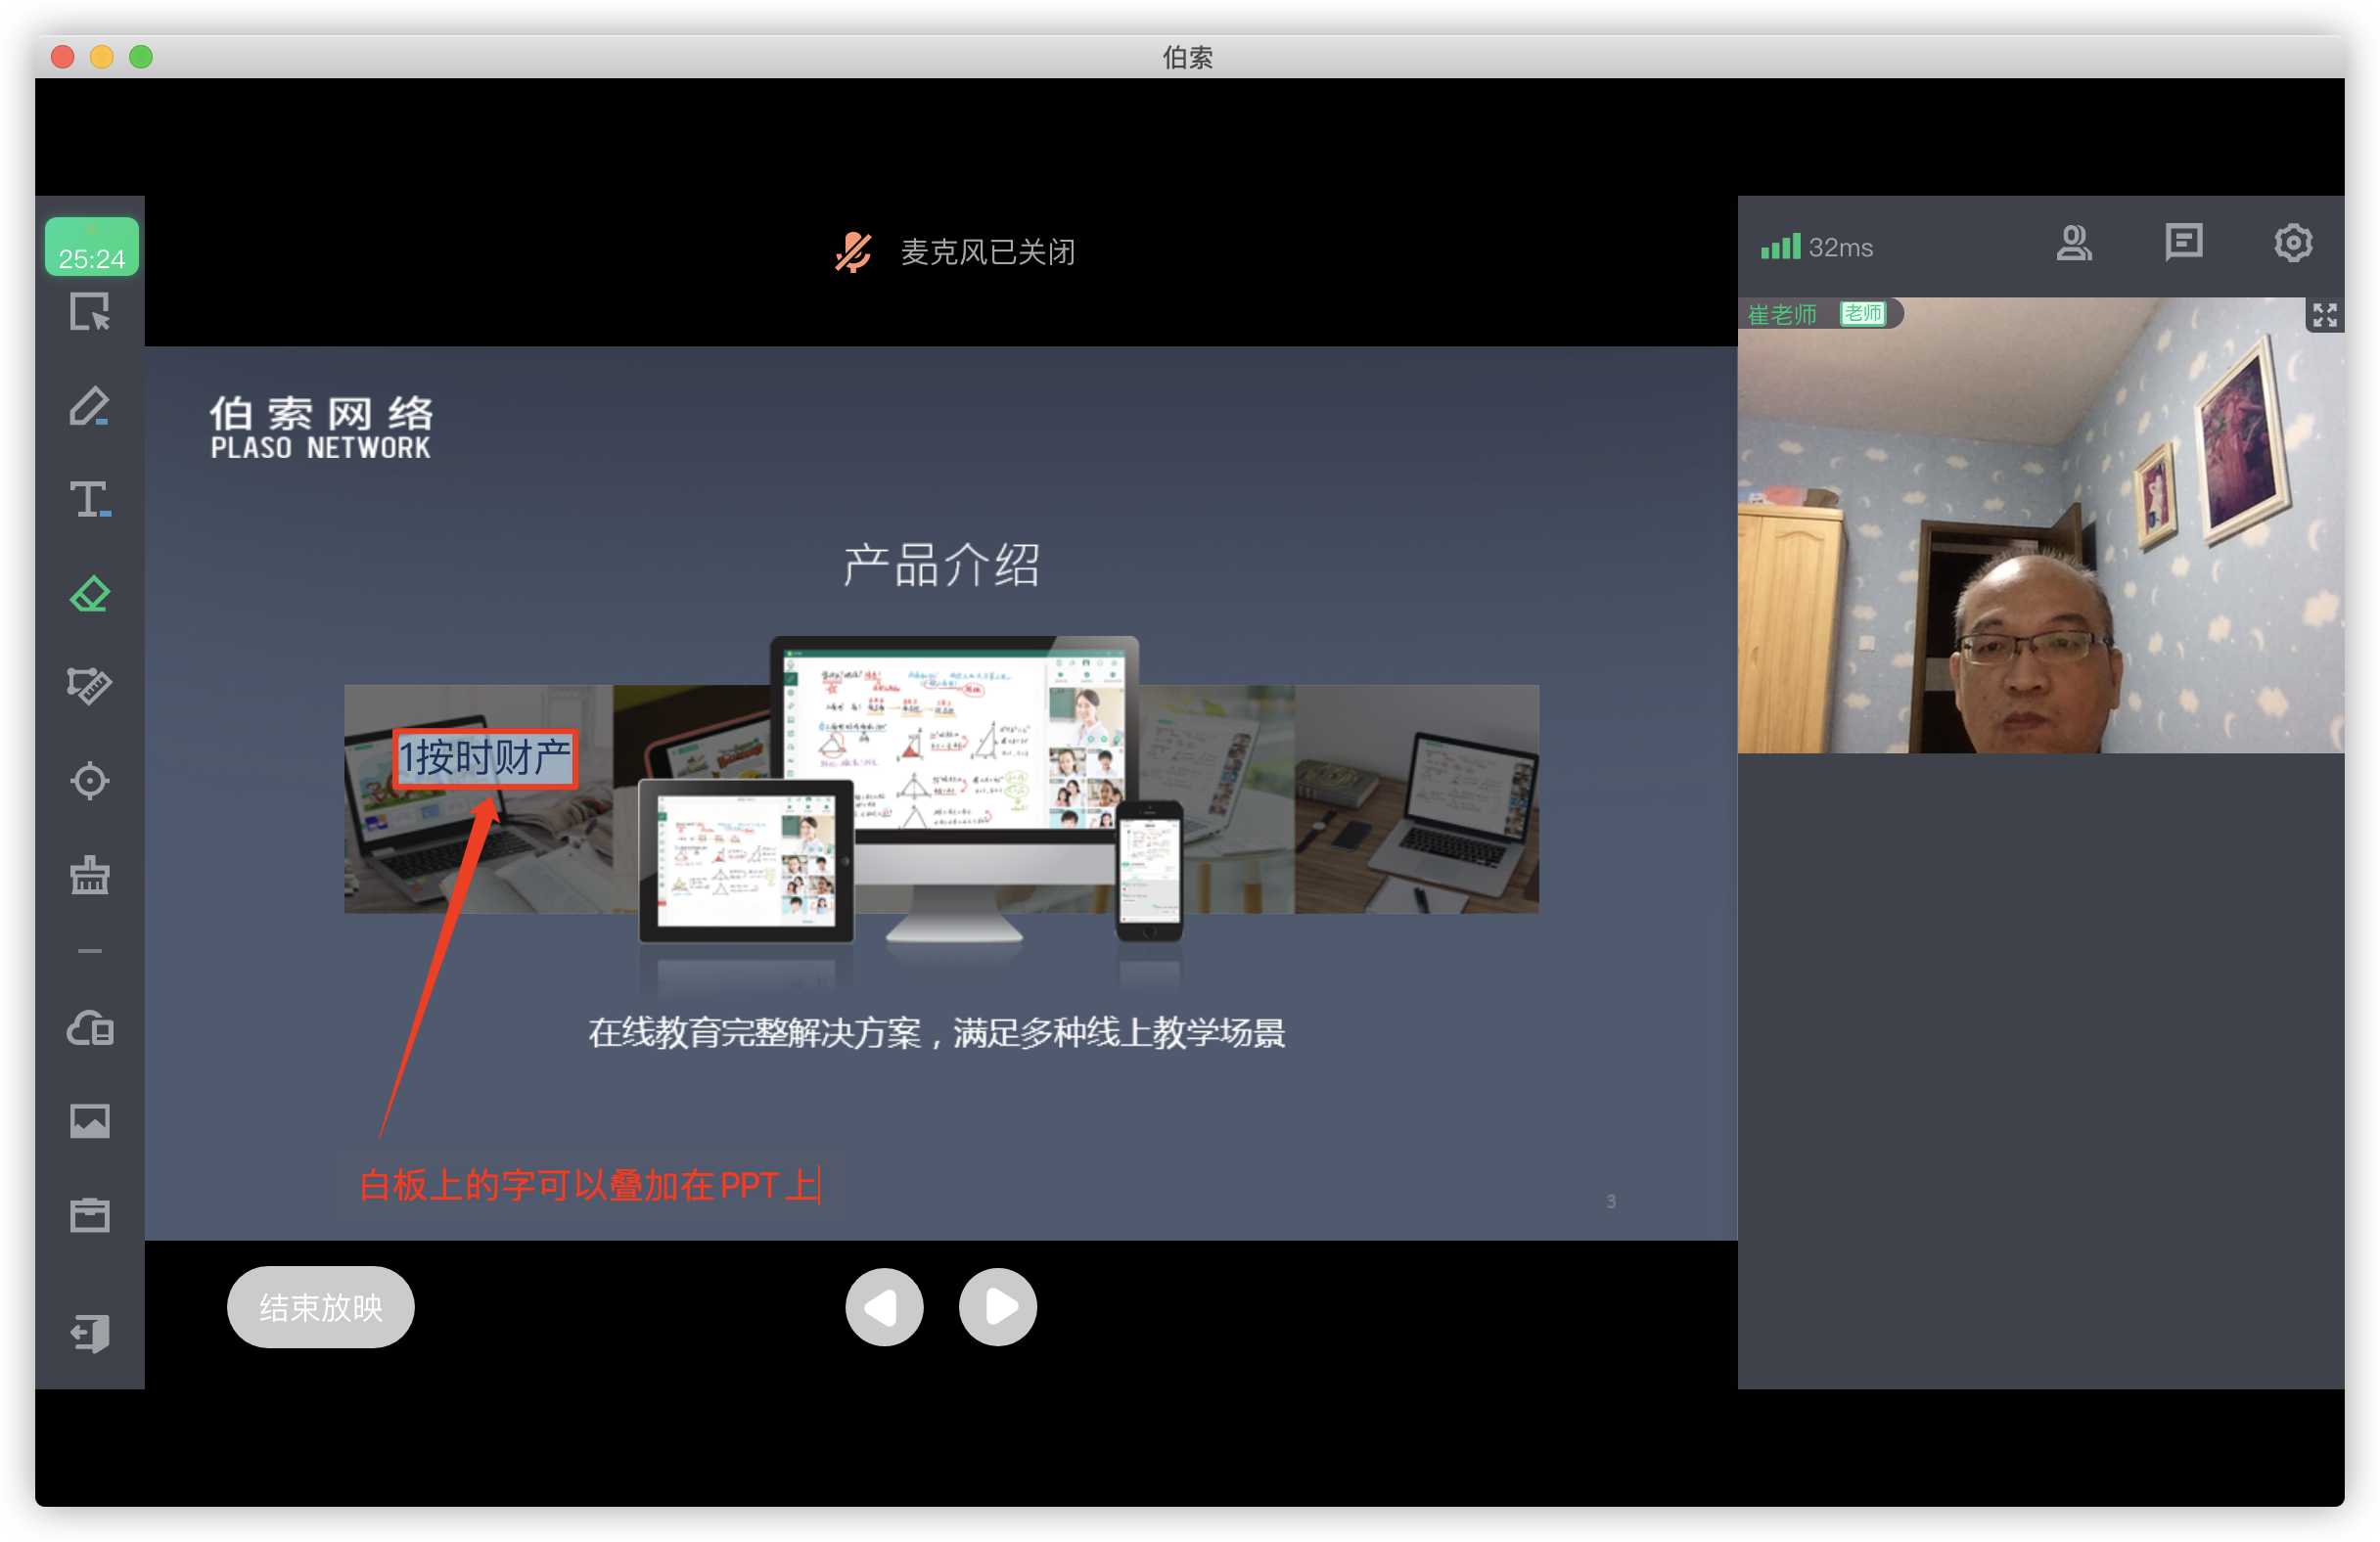 伯索
25:24
麦克风已关闭
32ms
崔老师 老师
伯索网络
PLASO NETWORK
产品介绍
1按时财产
在线教育完整解决方案，满足多种线上教学场景
白板上的字可以叠加在PPT上
3
结束放映